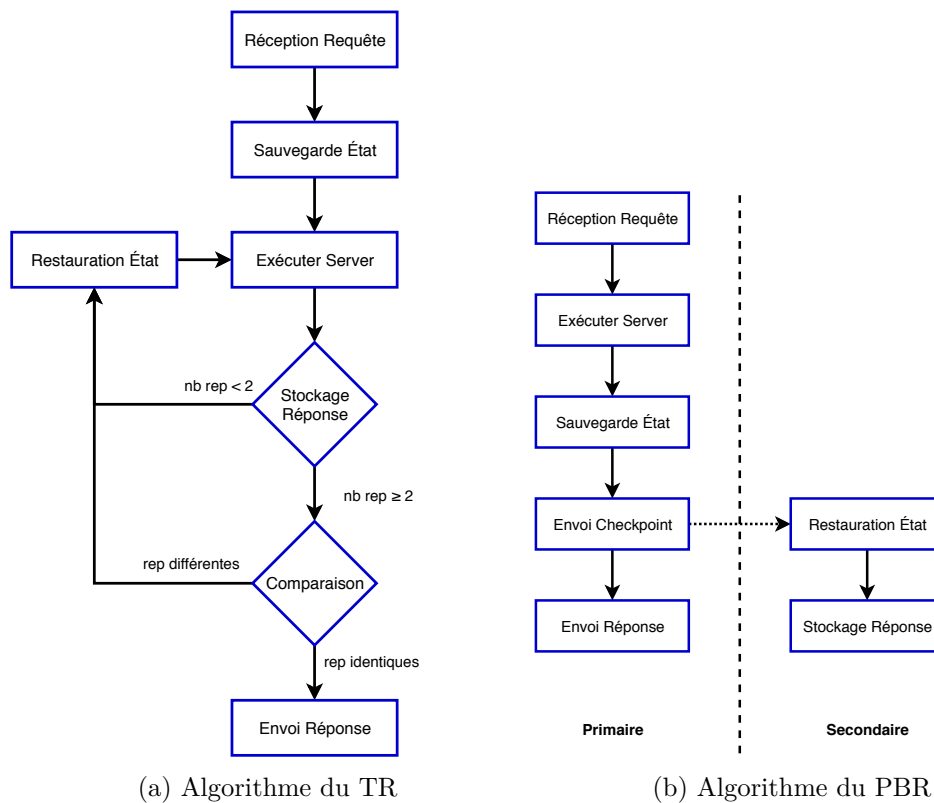 Réception Requête
Sauvegarde État
Restauration État
Exécuter Server
nb rep < 2
Stockage
Réponse
nb rep ≥ 2
rep différentes
Comparaison
rep identiques
Envoi Réponse
(a) Algorithme du TR
Réception Requête
Exécuter Server
Sauvegarde État
Envoi Checkpoint
Restauration État
Envoi Réponse
Stockage Réponse
Primaire
Secondaire
(b) Algorithme du PBR